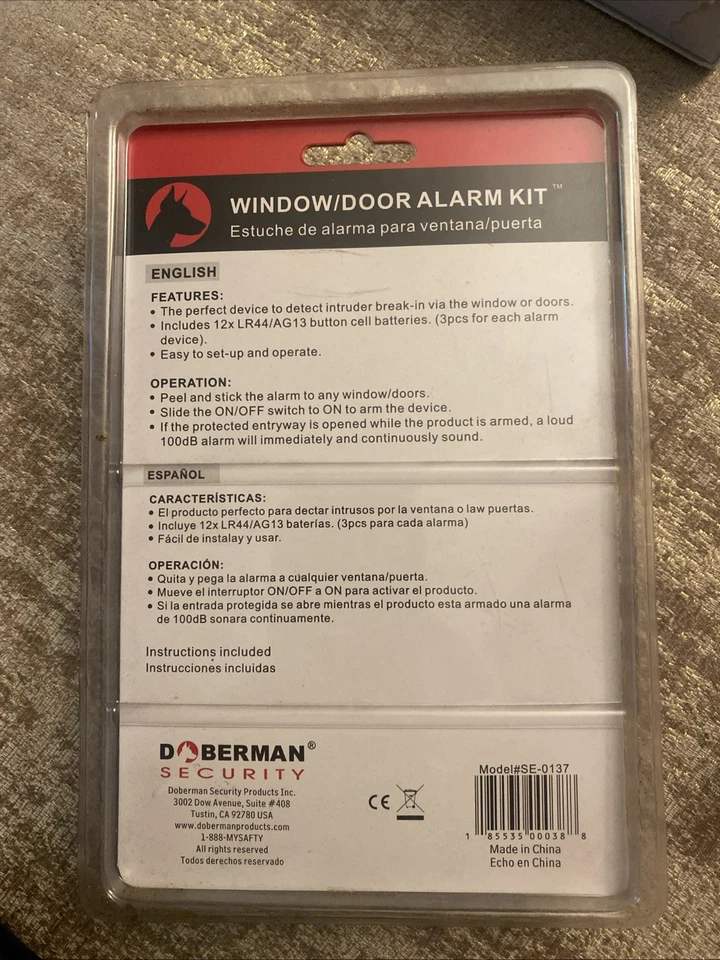 WINDOW/DOOR ALARM KIT™
Estuche de alarma para ventana/puerta
ENGLISH
FEATURES:
• The perfect device to detect intruder break-in via the window or doors.
• Includes 12x LR44/AG13 button cell batteries. (3pcs for each alarm
device).
• Easy to set-up and operate.
OPERATION:
• Peel and stick the alarm to any window/doors.
• Slide the ON/OFF switch to ON to arm the device.
• If the protected entryway is opened while the product is armed, a loud
100dB alarm will immediately and continuously sound.
ESPAÑOL
CARACTERÍSTICAS:
• El producto perfecto para dectar intrusos por la ventana o law puertas.
• Incluye 12x LR44/AG13 baterías. (3pcs para cada alarma)
• Fácil de instalay y usar.
OPERACIÓN:
• Quita y pega la alarma a cualquier ventana/puerta.
• Mueve el interruptor ON/OFF a ON para activar el producto.
• Si la entrada protegida se abre mientras el producto esta armado una alarma
de 100dB sonara continuamente.
Instructions included
Instrucciones incluidas
DOBERMAN®
SECURITY
Doberman Security Products Inc.
3002 Dow Avenue, Suite #408
Tustin, CA 92780 USA
www.dobermanproducts.com
1-888-MYSAFTY
All rights reserved
Todos derechos reservado
CE
Model#SE-0137
1 85535 00038 8
Made in China
Echo en China